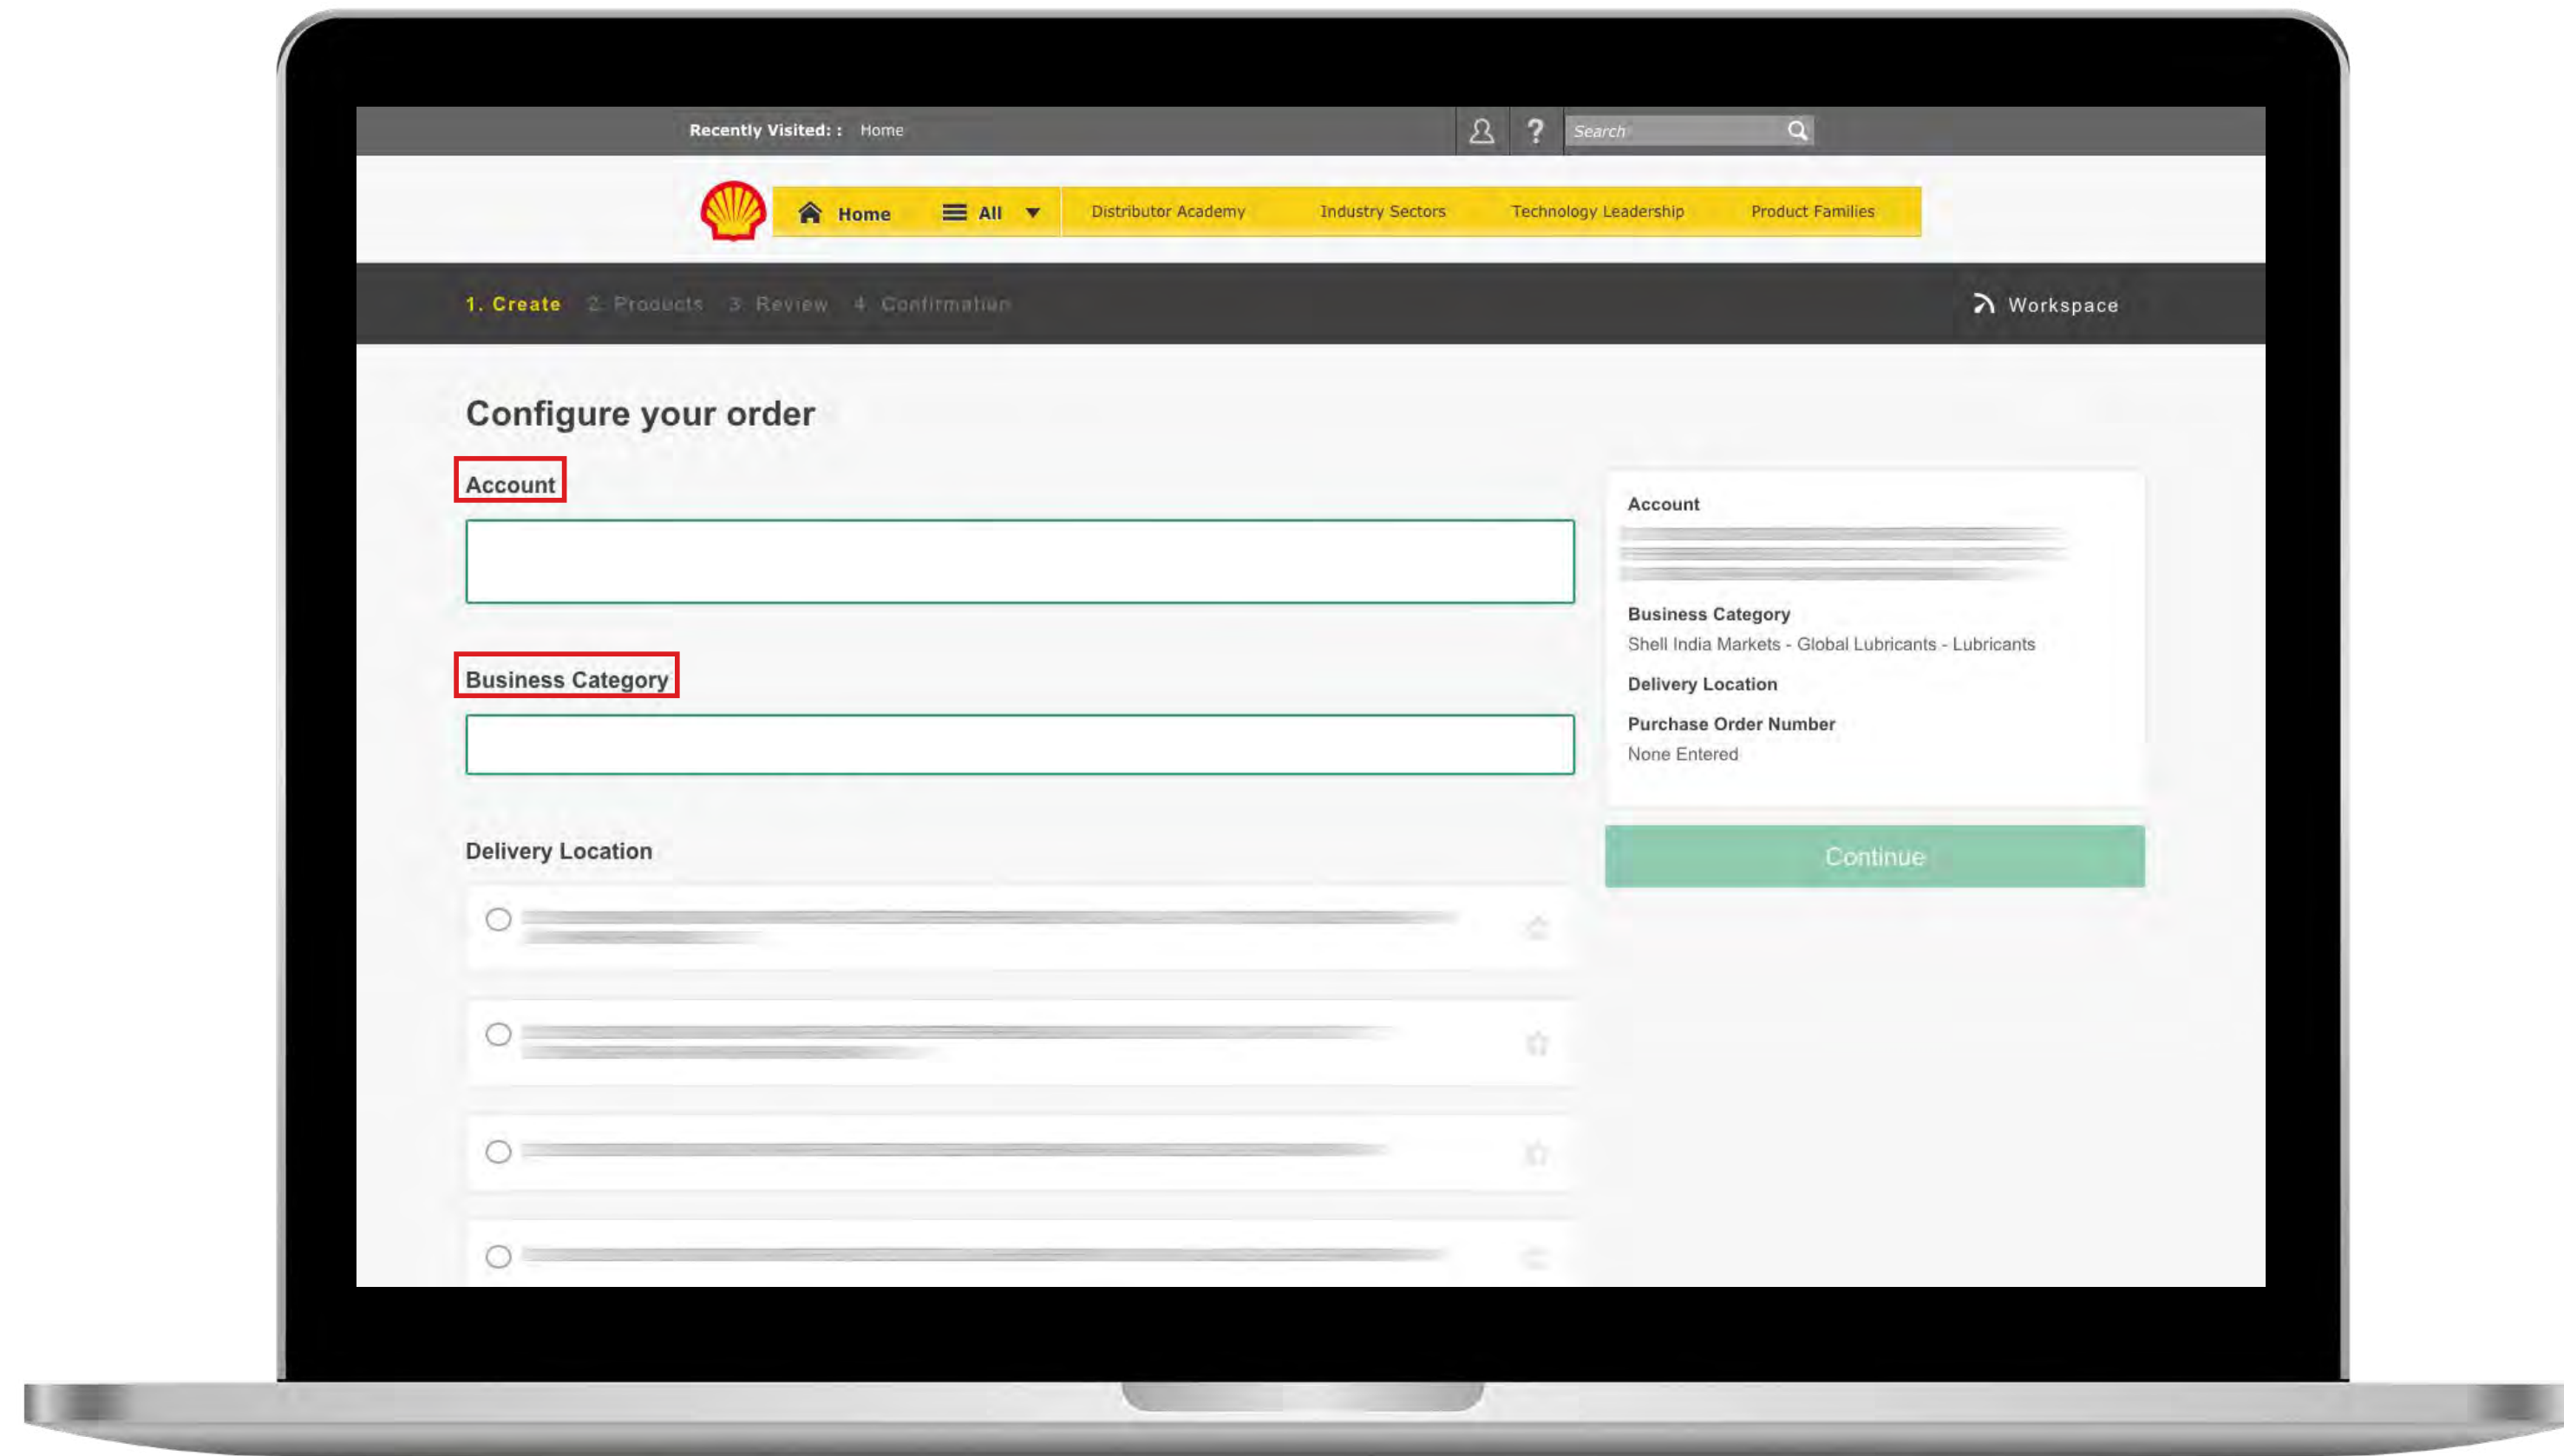 Recently Visited: : Home
Search
Home All Distributor Academy Industry Sectors Technology Leadership Product Families
1. Create 2. Products 3. Review 4. Confirmation
Workspace
Configure your order
Account
Business Category
Delivery Location
Account
Business Category
Shell India Markets - Global Lubricants - Lubricants
Delivery Location
Purchase Order Number
None Entered
Continue